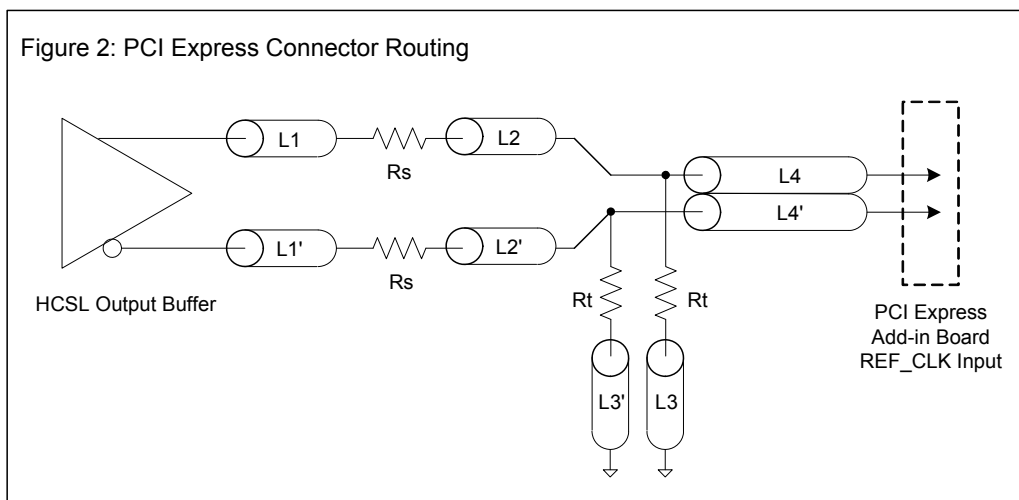 Figure 2: PCI Express Connector Routing
L1
Rs
L2
L4
L4'
L1'
Rs
L2'
HCSL Output Buffer
Rt
Rt
L3'
L3
PCI Express
Add-in Board
REF_CLK Input